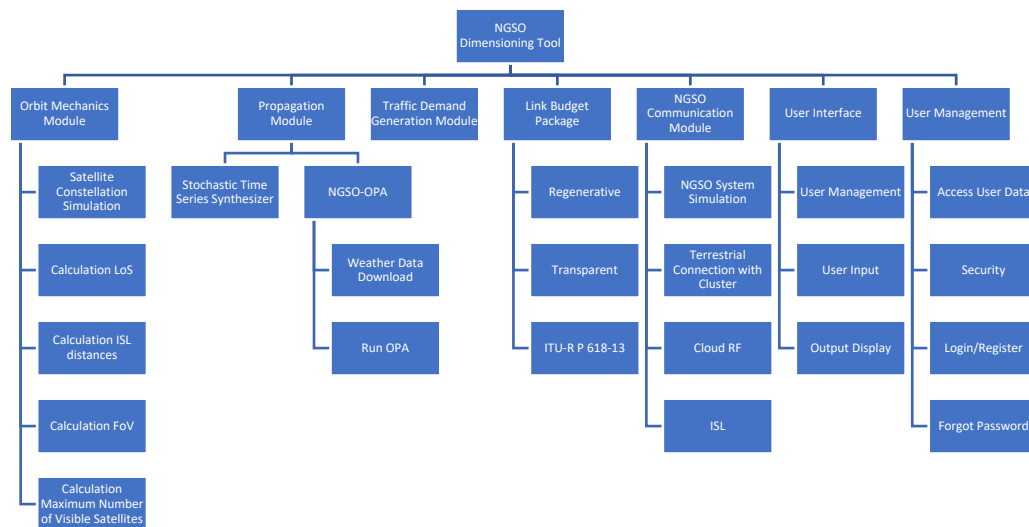 NGSO
Dimensioning Tool
Orbit Mechanics
Module
Propagation
Module
Traffic Demand
Generation Module
Link Budget
Package
NGSO
Communication
Module
User Interface
User Management
Satellite
Constellation
Simulation
Stochastic Time
Series Synthesizer
NGSO-OPA
Regenerative
NGSO System
Simulation
User Management
Access User Data
Calculation LoS
Weather Data
Download
Transparent
Terrestrial
Connection with
Cluster
User Input
Security
Calculation ISL
distances
Run OPA
ITU-R P 618-13
Cloud RF
Output Display
Login/Register
Calculation FoV
ISL
Forgot Password
Calculation
Maximum Number
of Visible Satellites